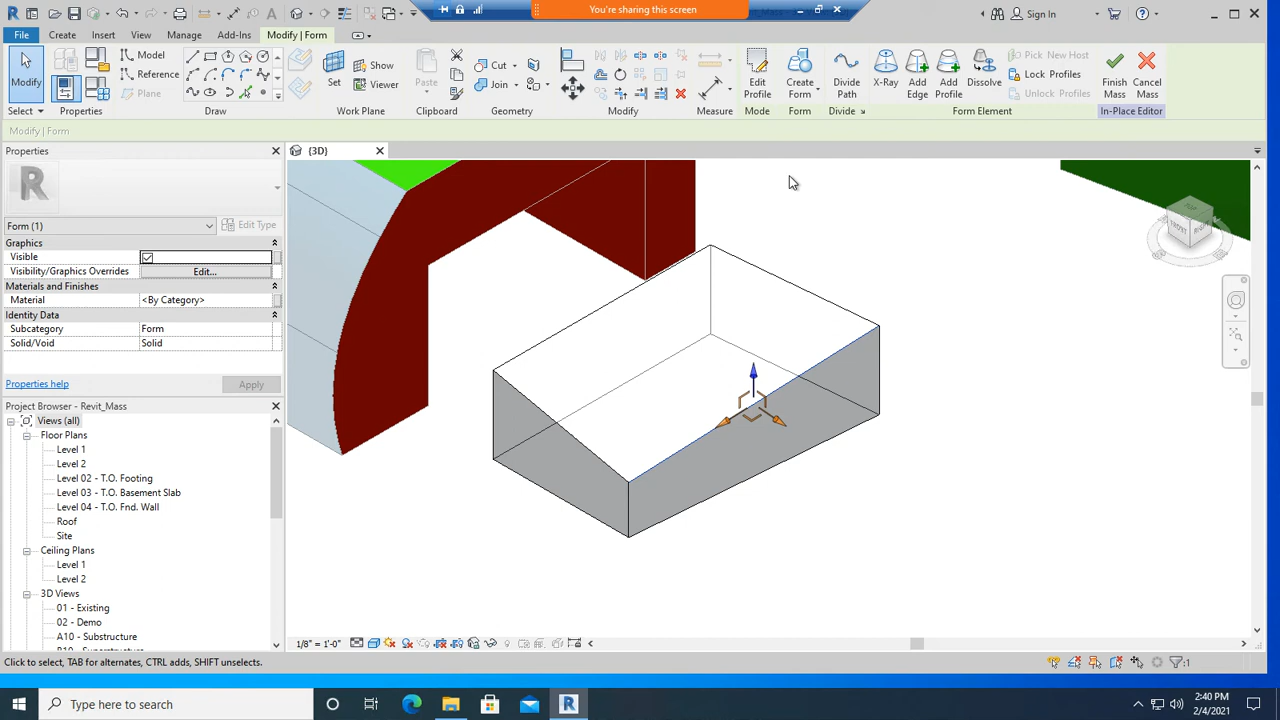 You're sharing this screen
Sign In
File Create Insert View Manage Add-Ins Modify | Form
Modify
Select
Properties
Model
Reference
Plane
Draw
Set
Show
Viewer
Work Plane
Paste
Clipboard
Cut
Join
Geometry
Modify
Measure
Edit Profile
Mode
Create Form
Form
Divide Path
Divide
X-Ray
Add Edge
Add Profile
Dissolve
Pick New Host
Lock Profiles
Unlock Profiles
Form Element
Finish Mass
Cancel Mass
In-Place Editor
Modify | Form
Properties
{3D}
R
Form (1)
Edit Type
Graphics
Visible
Visibility/Graphics Overrides Edit...
Materials and Finishes
Material <By Category>
Identity Data
Subcategory Form
Solid/Void Solid
Properties help Apply
Project Browser - Revit_Mass
Views (all)
Floor Plans
Level 1
Level 2
Level 02 - T.O. Footing
Level 03 - T.O. Basement Slab
Level 04 - T.O. Fnd. Wall
Roof
Site
Ceiling Plans
Level 1
Level 2
3D Views
01 - Existing
02 - Demo
A10 - Substructure
TOP
FRONT
RIGHT
1/8" = 1'-0"
Click to select, TAB for alternates, CTRL adds, SHIFT unselects.
:1
Type here to search
2:40 PM
2/4/2021